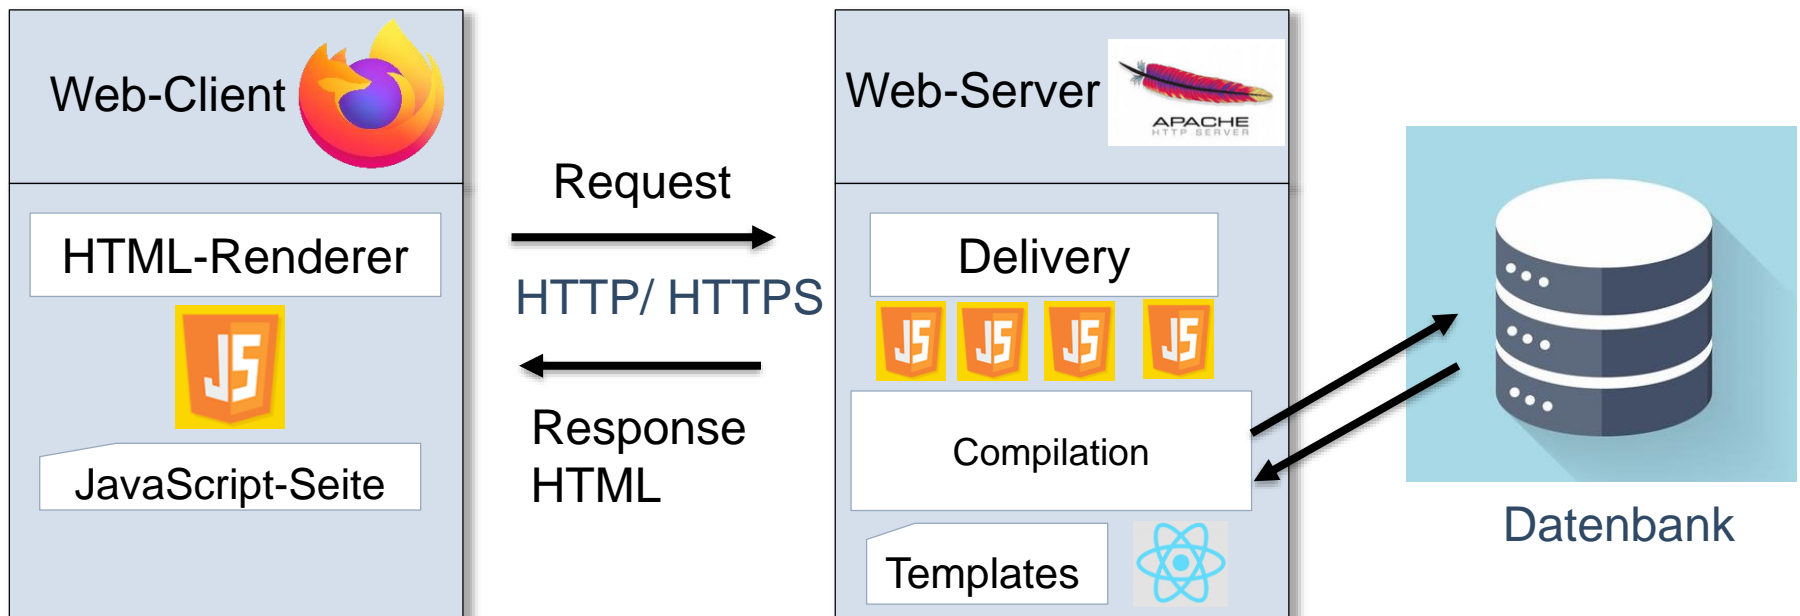 Web-Client
HTML-Renderer
JS
JavaScript-Seite
Request
HTTP/ HTTPS
Response
HTML
Web-Server
APACHE
HTTP SERVER
Delivery
JS JS JS JS
Compilation
Templates
Datenbank